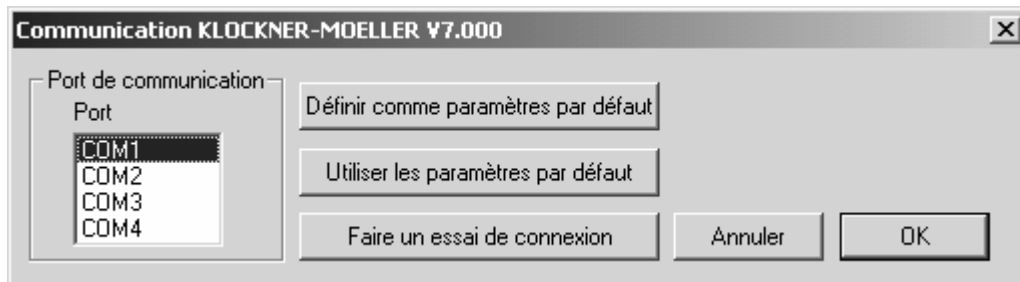 Communication KLOCKNER-MOELLER V7.000
Port de communication
Port
COM1
COM2
COM3
COM4
Définir comme paramètres par défaut
Utiliser les paramètres par défaut
Faire un essai de connexion
Annuler
OK